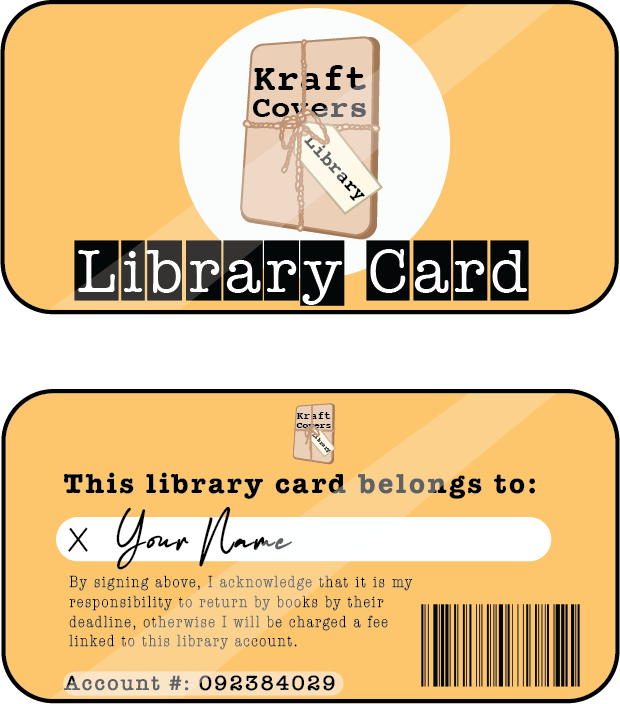 Kraft
Covers
Library
Library Card
Kraft
Covers
Library
This library card belongs to:
X Your Name
By signing above, I acknowledge that it is my
responsibility to return by books by their
deadline, otherwise I will be charged a fee
linked to this library account.
Account #: 092384029